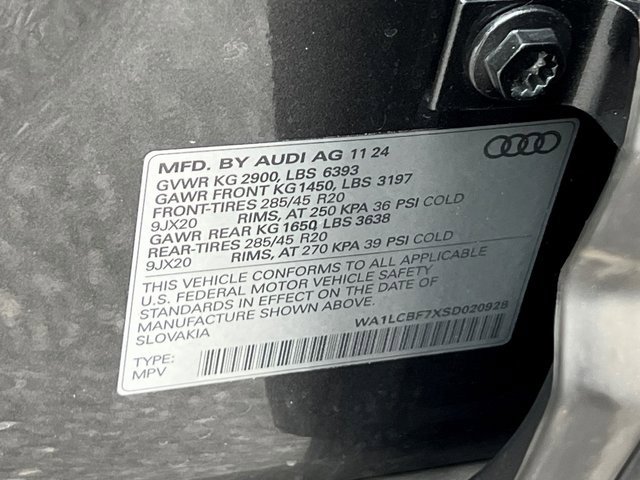 MFD. BY AUDI AG 11 24
GVWR KG 2900, LBS 6393
GAWR FRONT KG1450, LBS 3197
FRONT-TIRES 285/45 R20
9JX20 RIMS, AT 250 KPA 36 PSI COLD
GAWR REAR KG 1650, LBS 3638
REAR-TIRES 285/45 R20
9JX20 RIMS, AT 270 KPA 39 PSI COLD
THIS VEHICLE CONFORMS TO ALL APPLICABLE
U.S. FEDERAL MOTOR VEHICLE SAFETY
STANDARDS IN EFFECT ON THE DATE OF
MANUFACTURE SHOWN ABOVE.
SLOVAKIA WA1LCBF7XSD020928
TYPE:
MPV